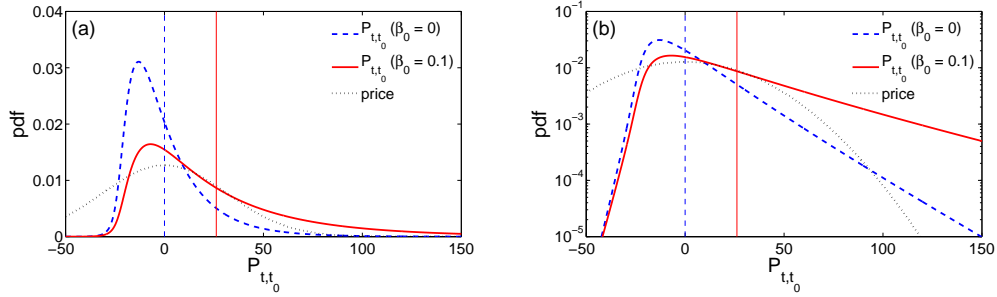 (a)
P_{t,t_0} (β_0 = 0)
P_{t,t_0} (β_0 = 0.1)
price
0.04
0.03
0.02
0.01
0
pdf
−50 0 50 100 150
P_{t,t_0}
(b)
P_{t,t_0} (β_0 = 0)
P_{t,t_0} (β_0 = 0.1)
price
10^{−1}
10^{−2}
10^{−3}
10^{−4}
10^{−5}
pdf
−50 0 50 100 150
P_{t,t_0}